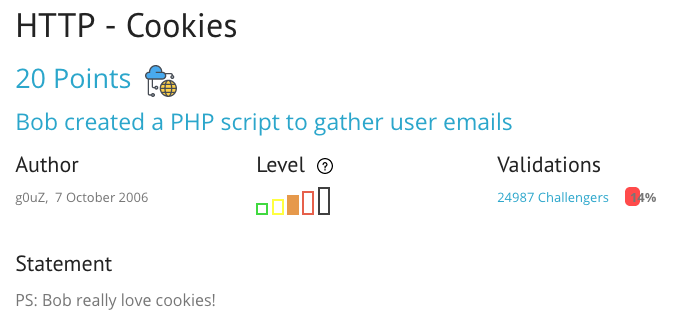 HTTP - Cookies
20 Points
Bob created a PHP script to gather user emails
Author Level ? Validations
g0uZ, 7 October 2006 24987 Challengers 14%
Statement
PS: Bob really love cookies!